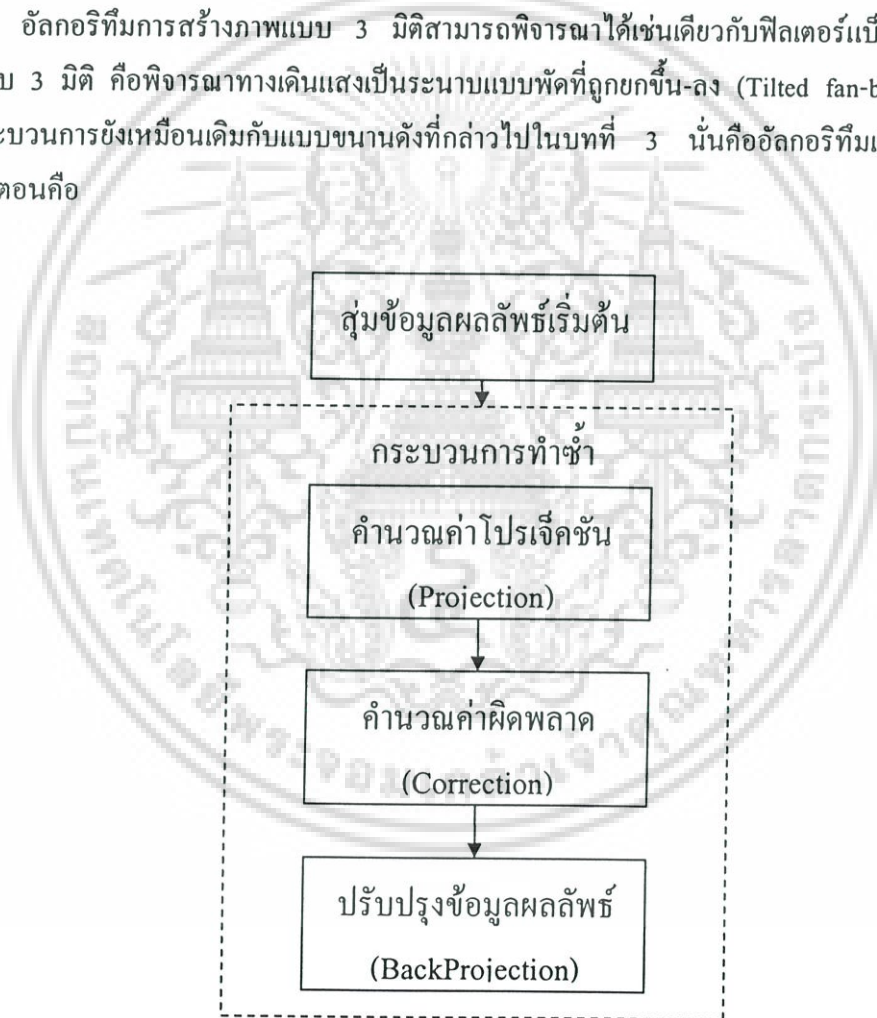 อัลกอริทึมการสร้างภาพแบบ 3 มิติสามารถพิจารณาได้เช่นเดียวกับฟิลเตอร์แบ็
บ 3 มิติ คือพิจารณาทางเดินแสงเป็นระนาบแบบพัดที่ถูกยกขึ้น-ลง (Tilted fan-b
ะบวนการยังเหมือนเดิมกับแบบขนานดังที่กล่าวไปในบทที่ 3 นั่นคืออัลกอริทึมเ
ตอนคือ
สุ่มข้อมูลผลลัพธ์เริ่มต้น
กระบวนการทำซ้ำ
คำนวณค่าโปรเจ็คชัน
(Projection)
คำนวณค่าผิดพลาด
(Correction)
ปรับปรุงข้อมูลผลลัพธ์
(BackProjection)